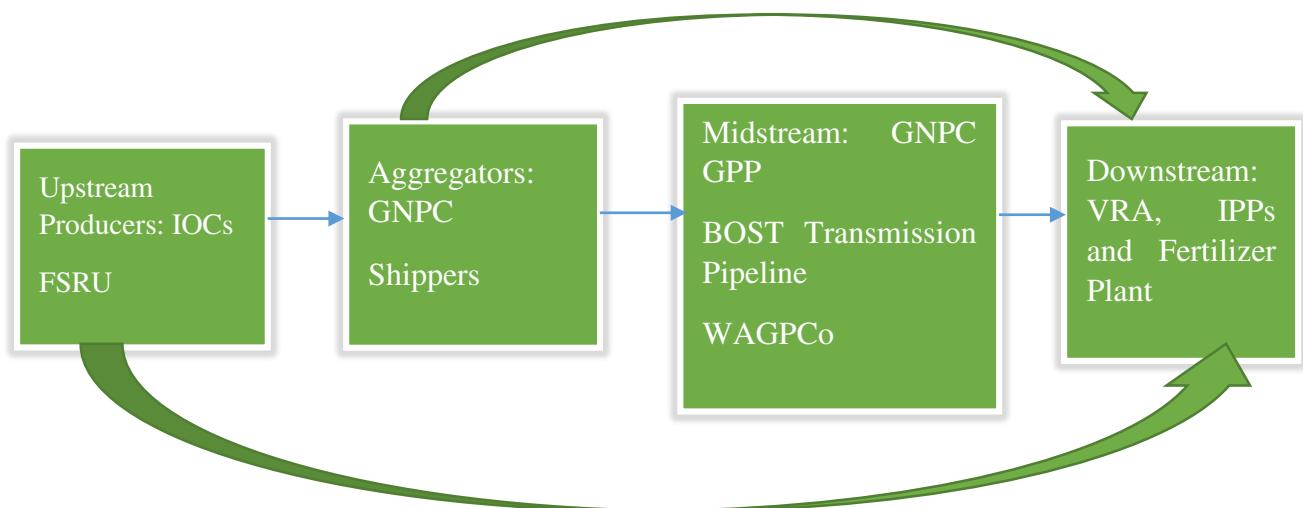 Upstream
Producers: IOCs
FSRU
Aggregators:
GNPC
Shippers
Midstream: GNPC
GPP
BOST Transmission
Pipeline
WAGPCo
Downstream:
VRA, IPPs
and Fertilizer
Plant